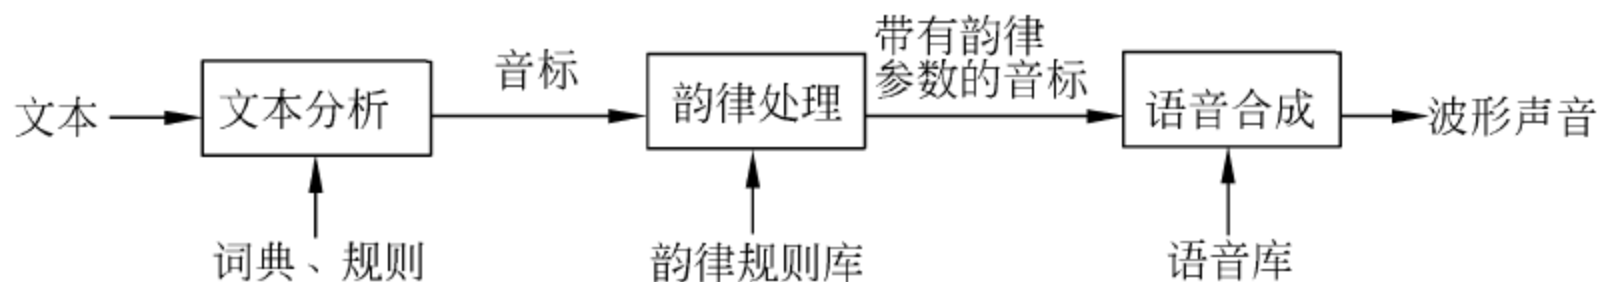 带有韵律
参数的音标
音标
文本
文本分析
韵律处理
语音合成
波形声音
词典、规则
韵律规则库
语音库